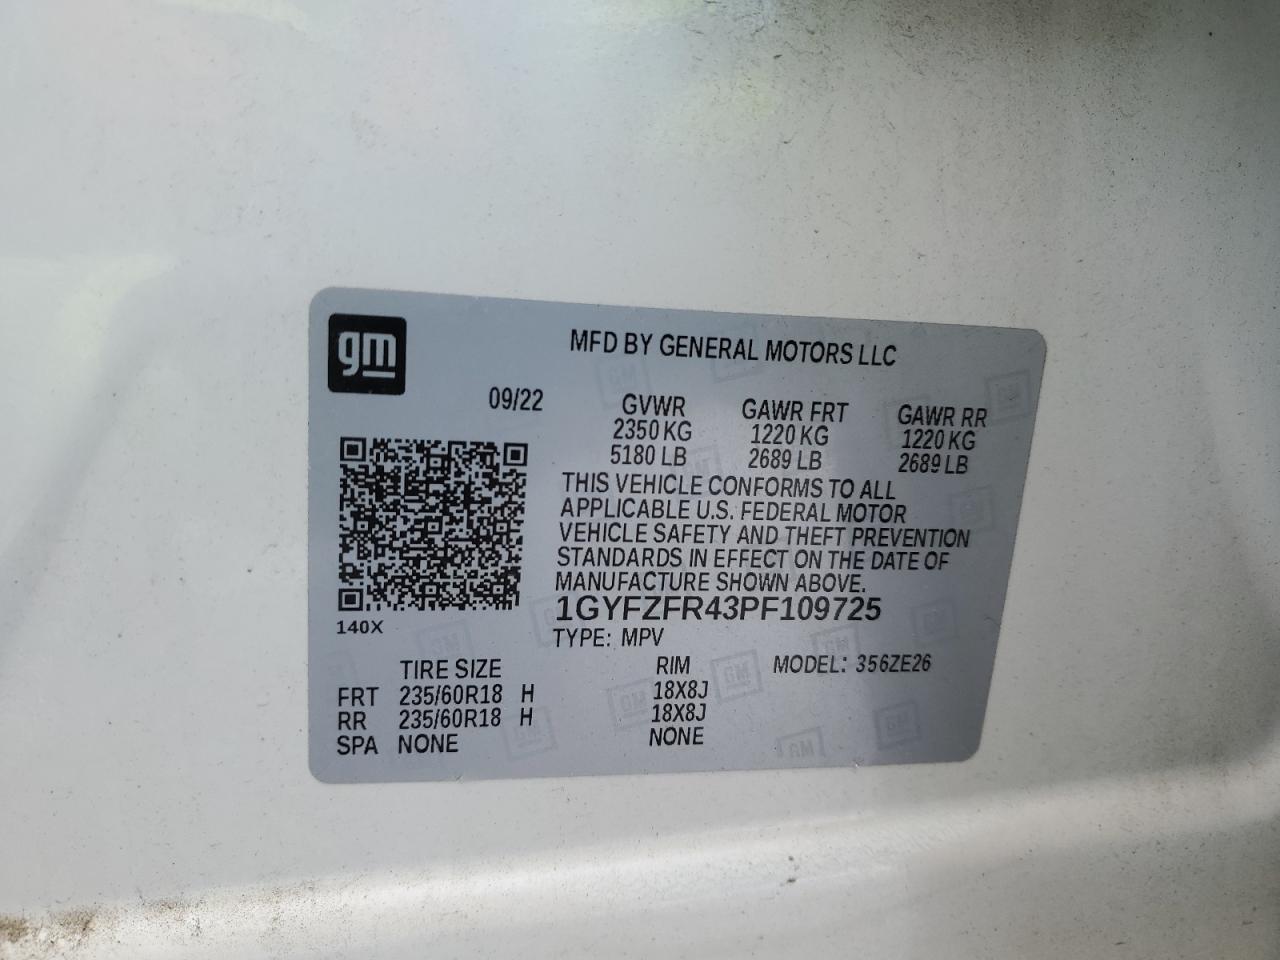 gm
MFD BY GENERAL MOTORS LLC
09/22
GVWR GAWR FRT GAWR RR
2350 KG 1220 KG 1220 KG
5180 LB 2689 LB 2689 LB
THIS VEHICLE CONFORMS TO ALL
APPLICABLE U.S. FEDERAL MOTOR
VEHICLE SAFETY AND THEFT PREVENTION
STANDARDS IN EFFECT ON THE DATE OF
MANUFACTURE SHOWN ABOVE.
1GYFZFR43PF109725
140X
TYPE: MPV
TIRE SIZE RIM MODEL: 356ZE26
FRT 235/60R18 H 18X8J
RR 235/60R18 H 18X8J
SPA NONE NONE